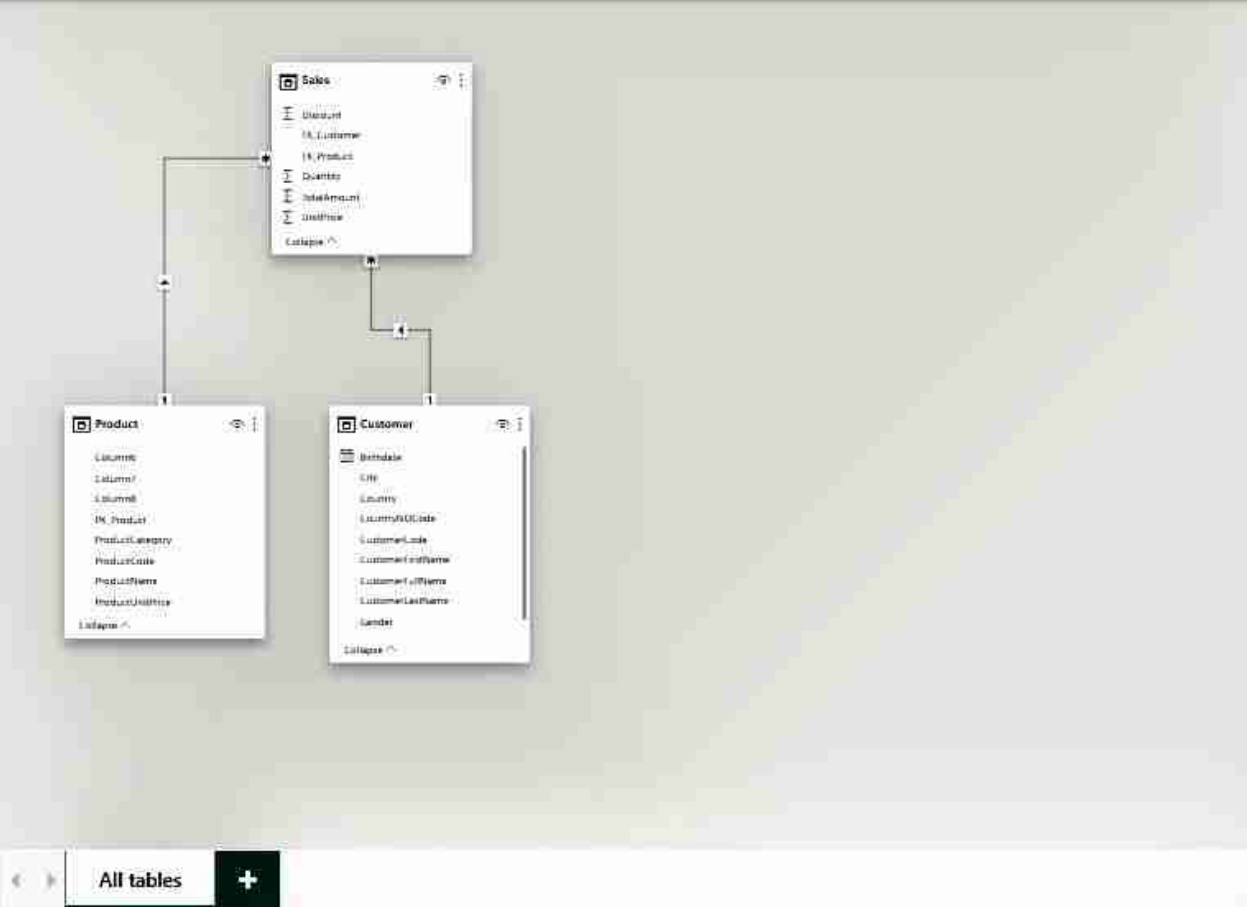 Sales
Discount
FK_Customer
FK_Product
Quantity
TotalAmount
UnitPrice
Collapse
1
1
Product
Column6
Column7
Column8
PK_Product
ProductCategory
ProductCode
ProductName
ProductUnitPrice
Collapse
Customer
Birthdate
City
Country
CustomerCode
CustomerFirstName
CustomerFullName
CustomerLastName
Gender
Collapse
All tables